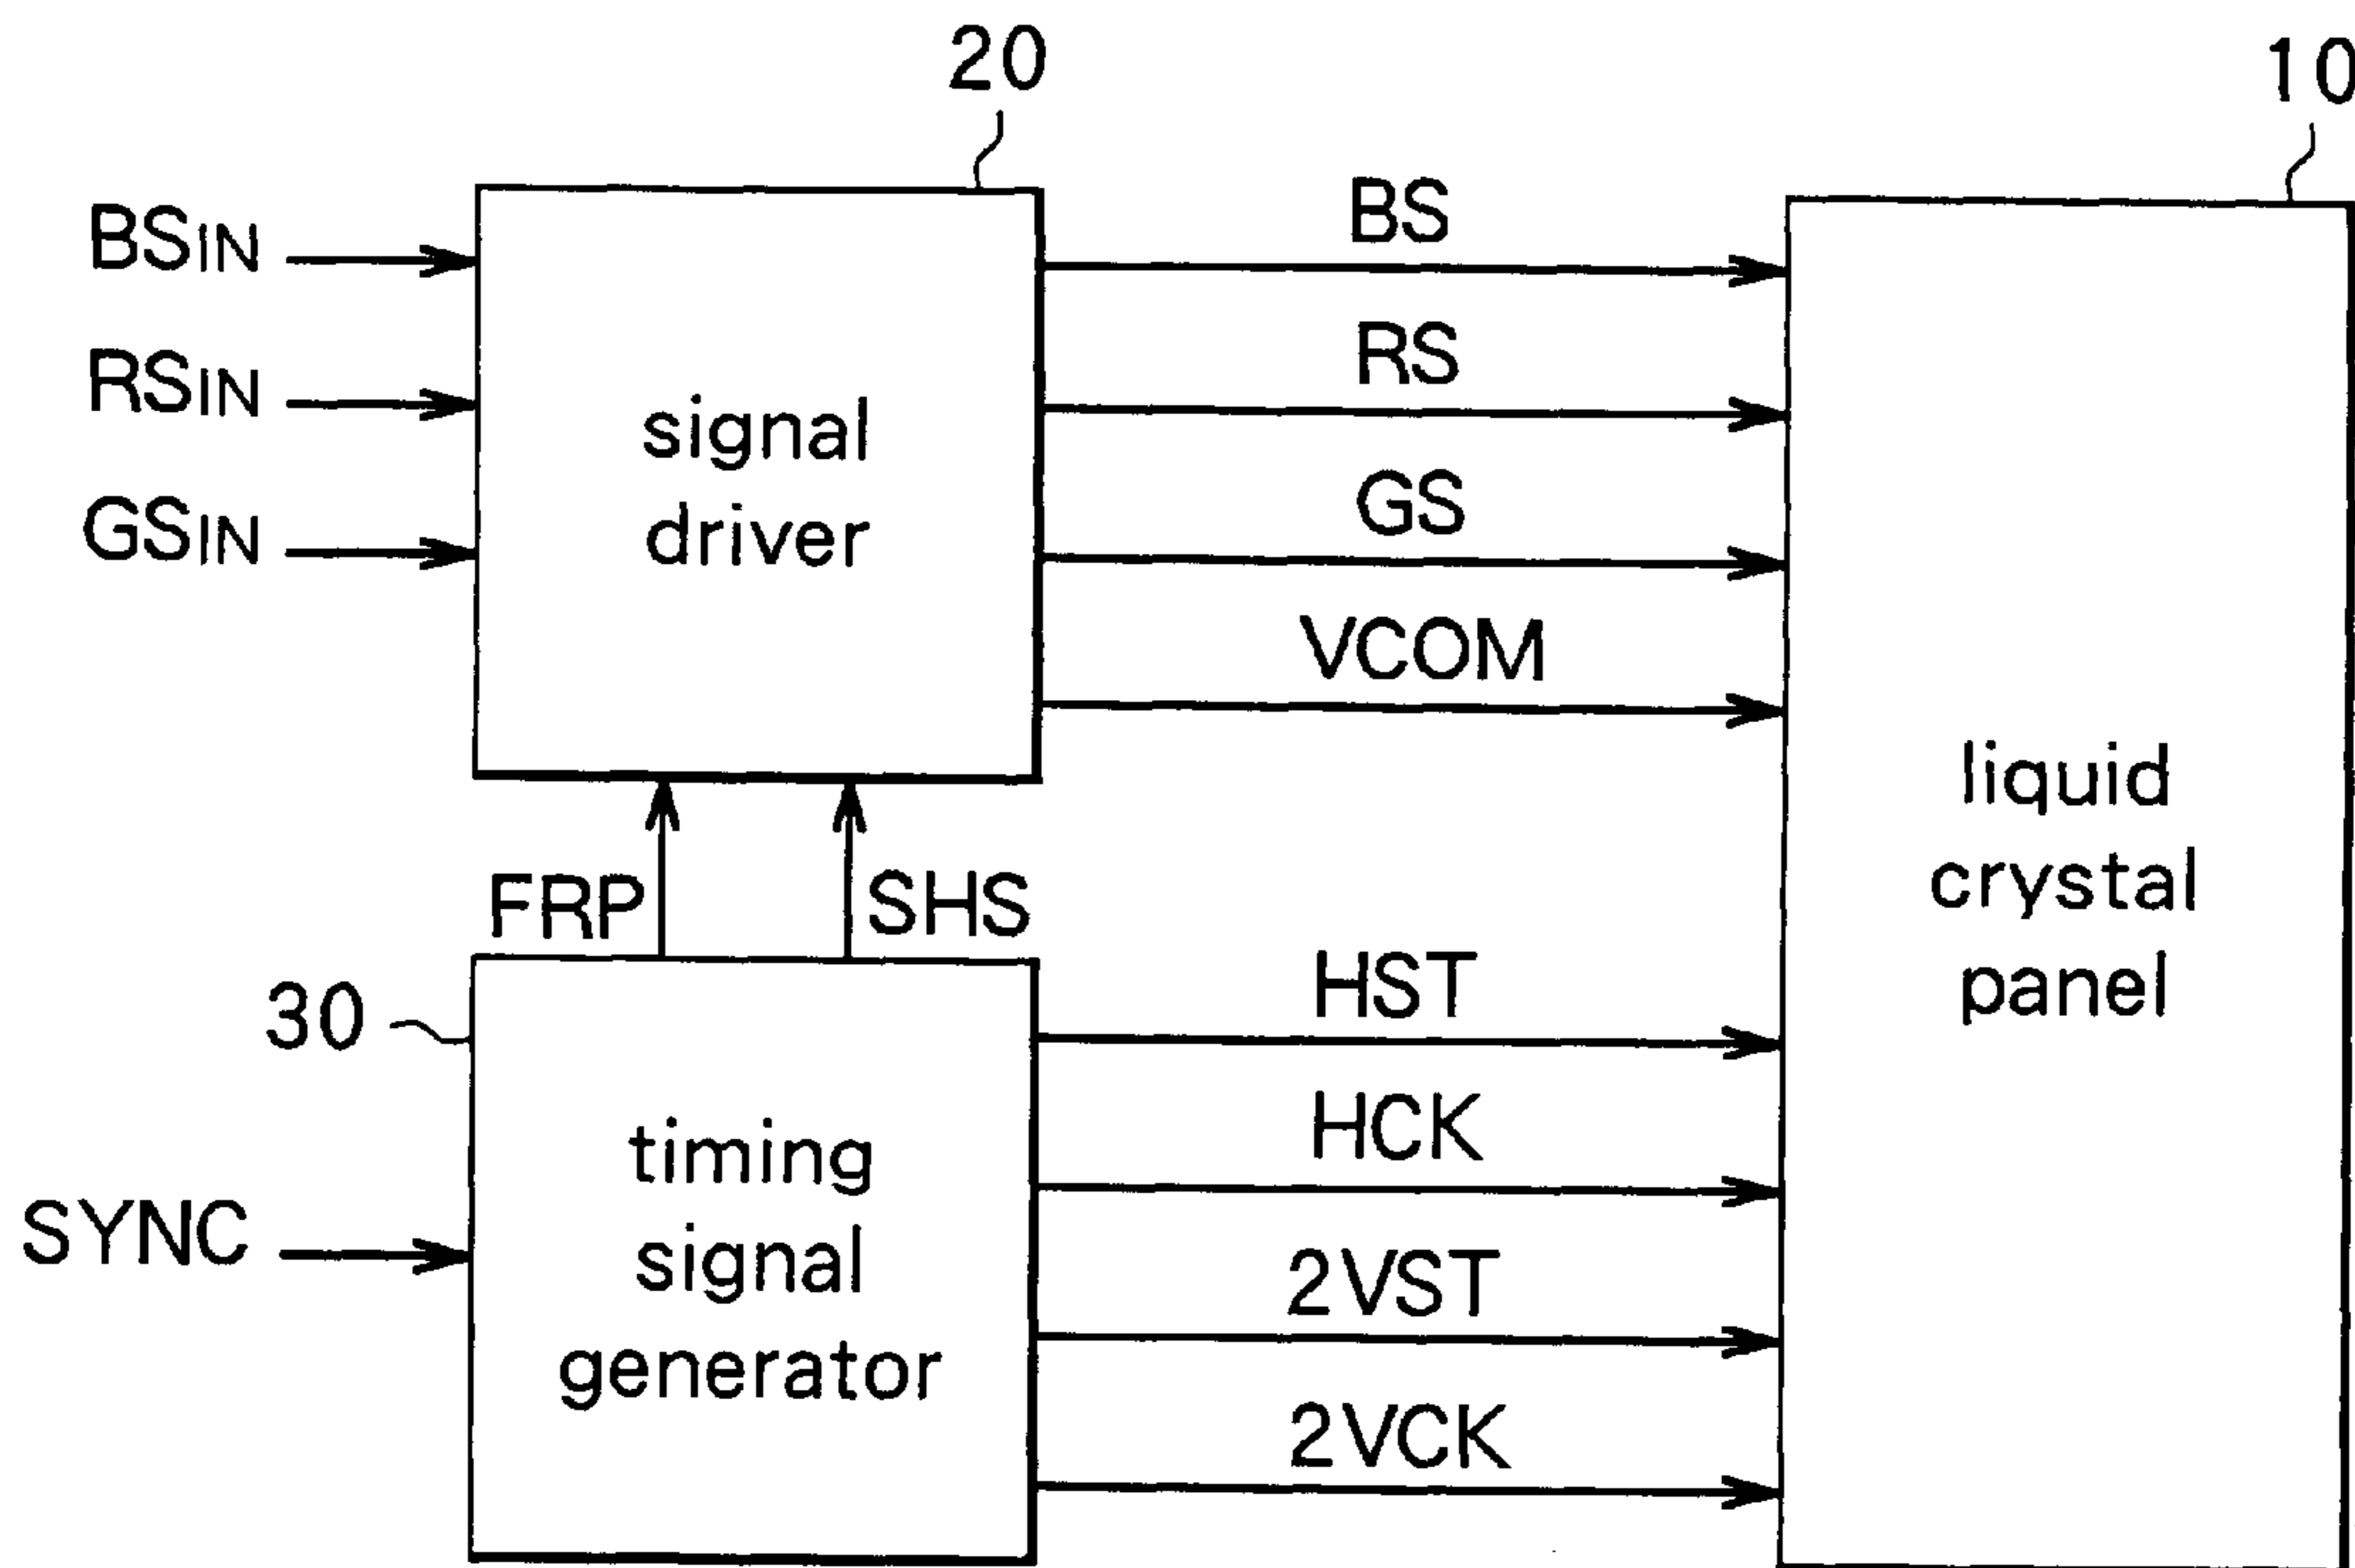 20
10
BSIN
BS
RSIN
RS
signal
driver
GSIN
GS
VCOM
liquid
crystal
panel
FRP
SHS
30
HST
HCK
timing
signal
generator
SYNC
2VST
2VCK